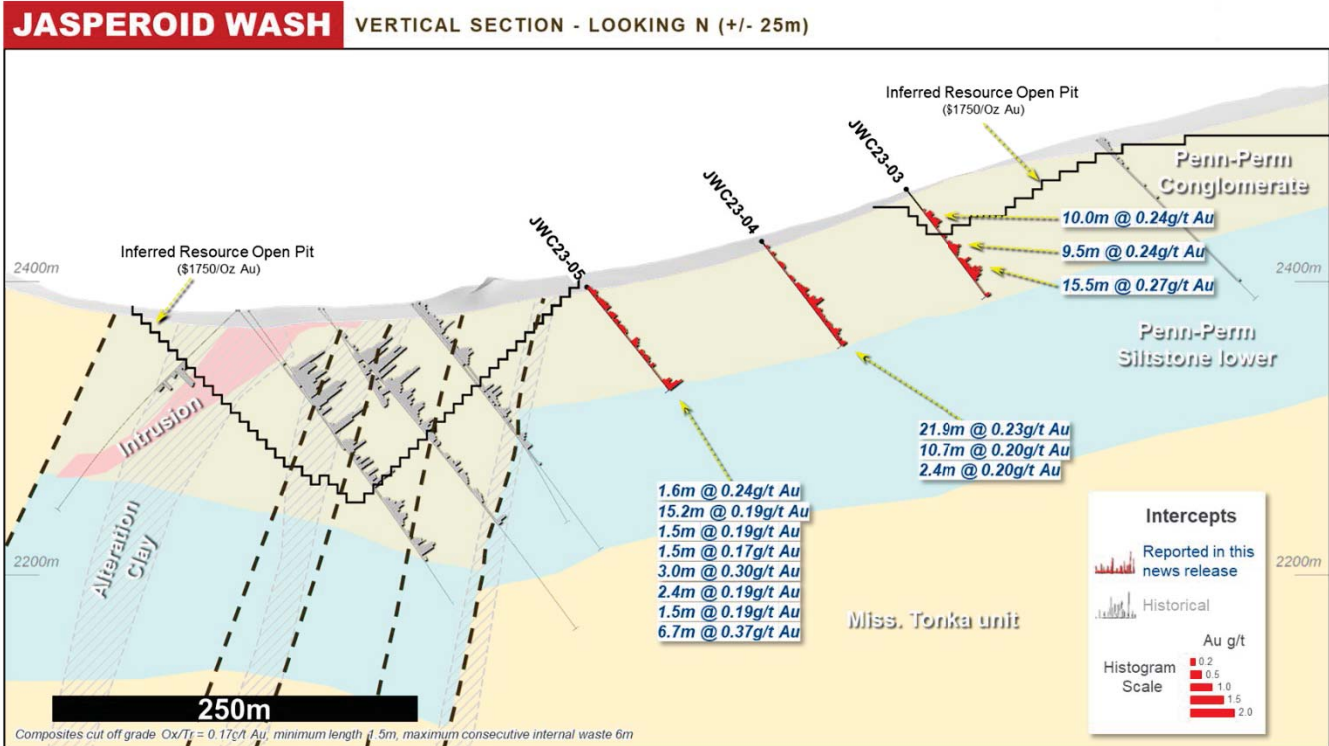 JASPEROID WASH
VERTICAL SECTION - LOOKING N (+/- 25m)
Inferred Resource Open Pit
($1750/Oz Au)
JWC23-03
JWC23-04
JWC23-05
Penn-Perm
Conglomerate
10.0m @ 0.24g/t Au
9.5m @ 0.24g/t Au
15.5m @ 0.27g/t Au
Inferred Resource Open Pit
($1750/Oz Au)
2400m
2400m
Penn-Perm
Siltstone lower
Intrusion
21.9m @ 0.23g/t Au
10.7m @ 0.20g/t Au
2.4m @ 0.20g/t Au
1.6m @ 0.24g/t Au
15.2m @ 0.19g/t Au
1.5m @ 0.19g/t Au
1.5m @ 0.17g/t Au
3.0m @ 0.30g/t Au
2.4m @ 0.19g/t Au
1.5m @ 0.19g/t Au
6.7m @ 0.37g/t Au
Alteration
Clay
2200m
2200m
Miss. Tonka unit
Intercepts
Reported in this
news release
Historical
Au g/t
Histogram
Scale
0.2
0.5
1.0
1.5
2.0
250m
Composites cut off grade Ox/Tr = 0.17g/t Au, minimum length 1.5m, maximum consecutive internal waste 6m